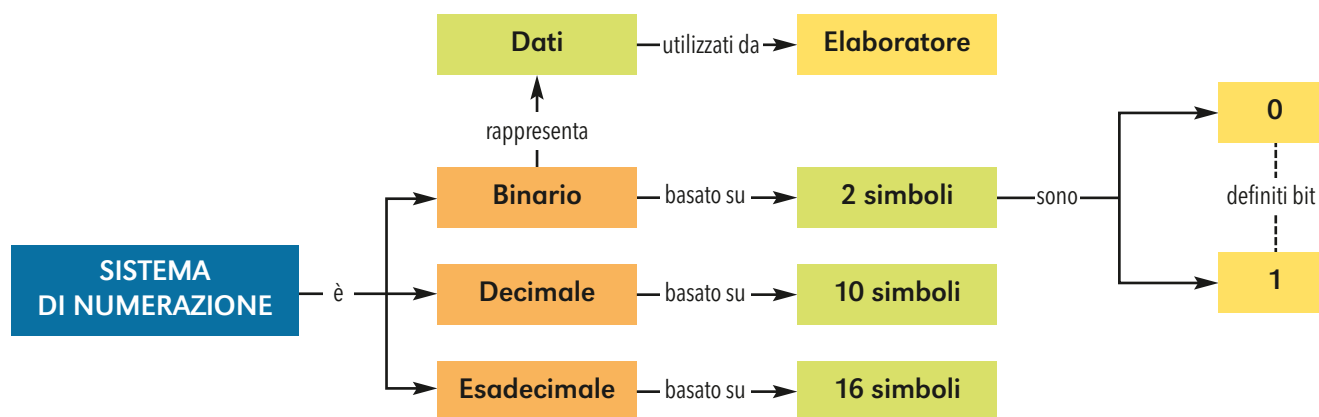 Dati
utilizzati da
Elaboratore
rappresenta
0
Binario
basato su
2 simboli
sono
definiti bit
1
SISTEMA
DI NUMERAZIONE
è
Decimale
basato su
10 simboli
Esadecimale
basato su
16 simboli